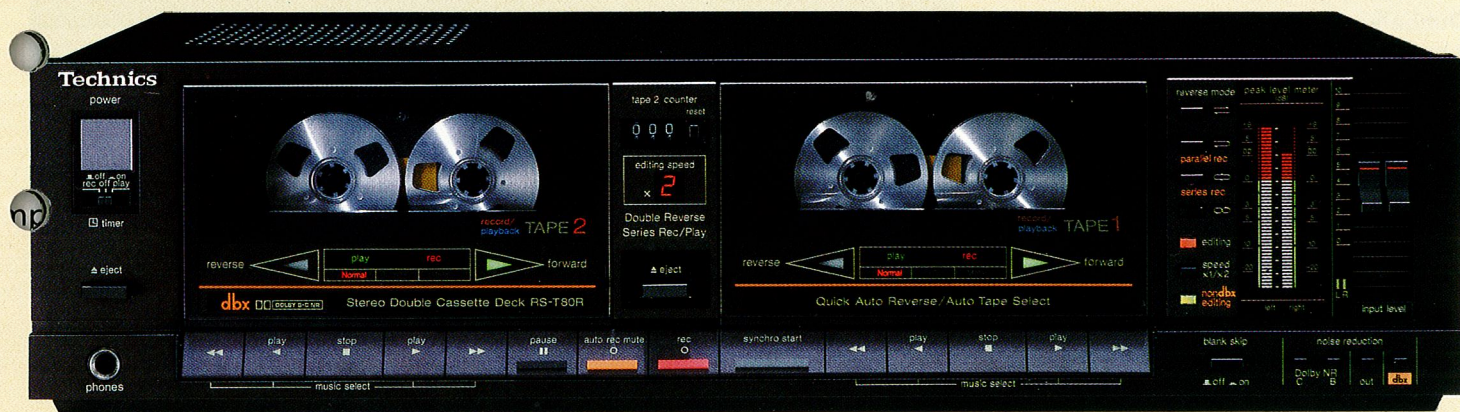 Technics
power
off on
rec off play
timer
eject
phones
record/
playback TAPE 2
reverse
play rec
Normal
forward
dbx DOLBY B-C NR Stereo Double Cassette Deck RS-T80R
tape 2 counter
reset
000
editing speed
× 2
Double Reverse
Series Rec/Play
eject
record/
playback TAPE 1
reverse
play rec
Normal
forward
Quick Auto Reverse/Auto Tape Select
reverse mode
parallel rec
series rec
editing
speed
x1/x2
non dbx
editing
peak level meter
dB
left right
L R
input level
play
stop
play
pause
auto rec mute
rec
synchro start
play
stop
play
music select
music select
blank skip
off on
noise reduction
Dolby NR
C B
out
dbx
np